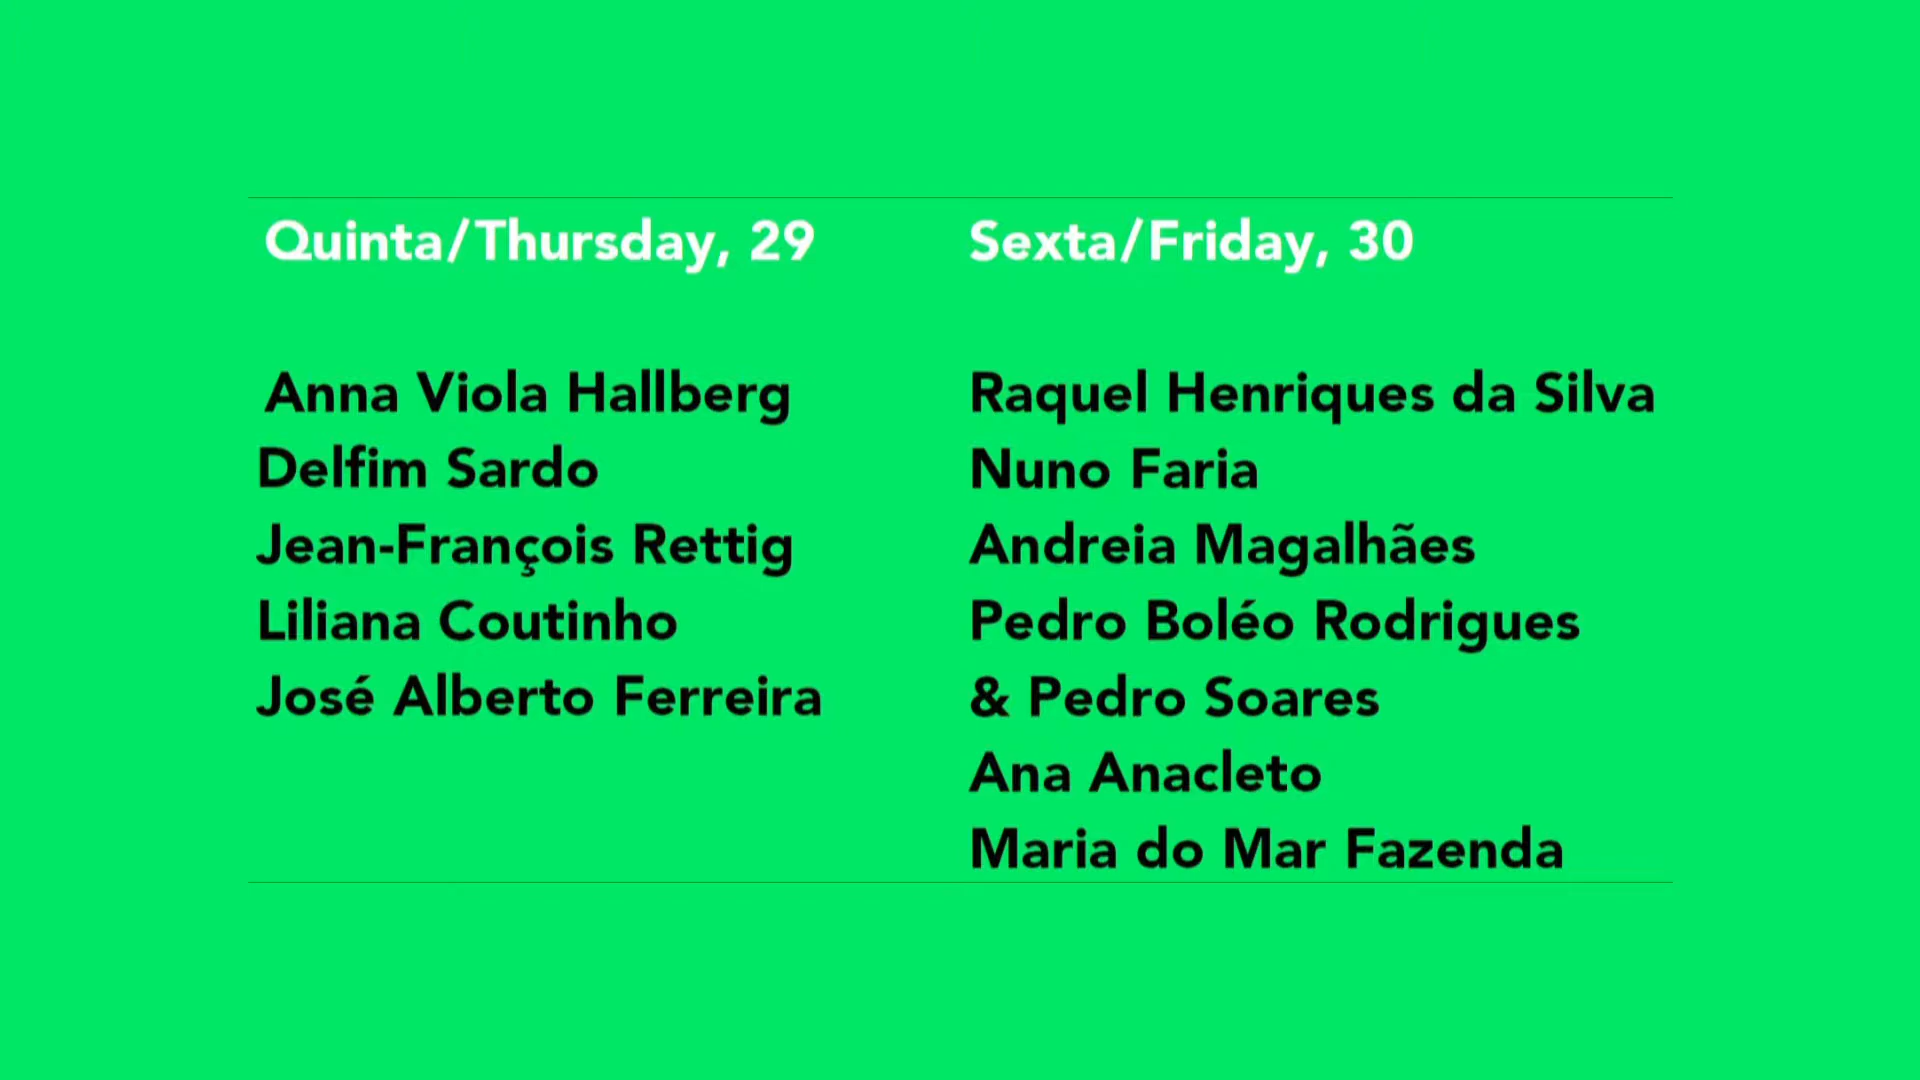 Quinta/Thursday, 29
Anna Viola Hallberg
Delfim Sardo
Jean-François Rettig
Liliana Coutinho
José Alberto Ferreira
Sexta/Friday, 30
Raquel Henriques da Silva
Nuno Faria
Andreia Magalhães
Pedro Boléo Rodrigues
& Pedro Soares
Ana Anacleto
Maria do Mar Fazenda